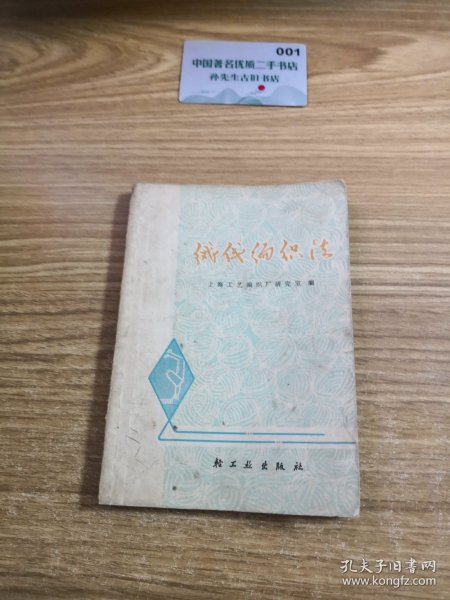 001
中国著名优质二手书店
孙先生古旧书店
绒线编织法
上海工艺编织厂研究室 编
轻工业出版社
孔夫子旧书网
www.kongfz.com